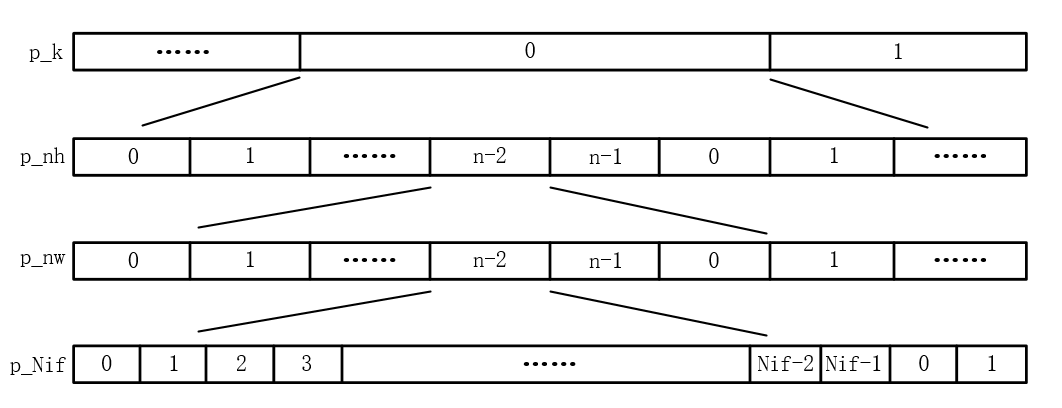 p_k …… 0 1
p_nh 0 1 …… n-2 n-1 0 1 ……
p_nw 0 1 …… n-2 n-1 0 1 ……
p_Nif 0 1 2 3 …… Nif-2 Nif-1 0 1